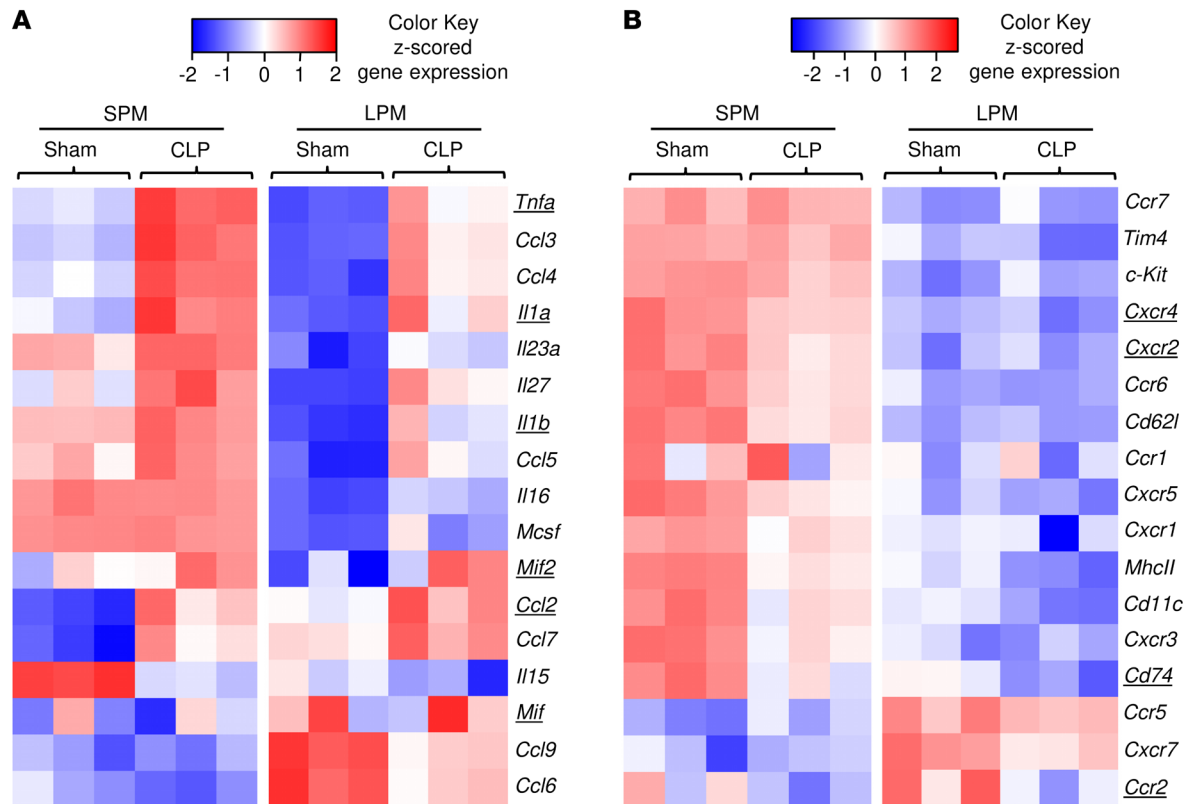 A
Color Key
z-scored
gene expression
-2 -1 0 1 2
SPM LPM
Sham CLP Sham CLP
Tnfa
Ccl3
Ccl4
Il1a
Il23a
Il27
Il1b
Ccl5
Il16
Mcsf
Mif2
Ccl2
Ccl7
Il15
Mif
Ccl9
Ccl6
B
Color Key
z-scored
gene expression
-2 -1 0 1 2
SPM LPM
Sham CLP Sham CLP
Ccr7
Tim4
c-Kit
Cxcr4
Cxcr2
Ccr6
Cd62l
Ccr1
Cxcr5
Cxcr1
MhcII
Cd11c
Cxcr3
Cd74
Ccr5
Cxcr7
Ccr2